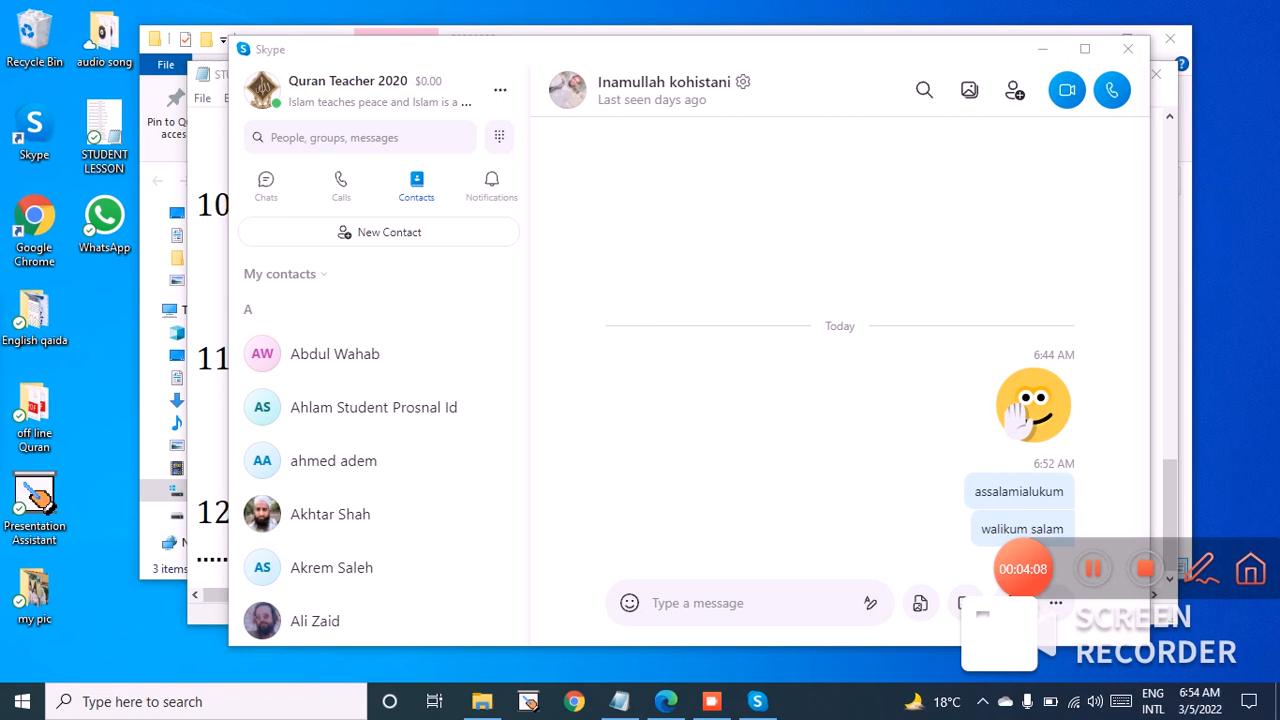 Recycle Bin
audio song
Skype
STUDENT
LESSON
Google
Chrome
WhatsApp
English qaida
off line
Quran
Presentation
Assistant
my pic
File
Pin to Q
acces
3 items
File
10
11
12
Skype
Quran Teacher 2020 $0.00
Islam teaches peace and Islam is a ...
People, groups, messages
Chats
Calls
Contacts
Notifications
New Contact
My contacts
A
AW Abdul Wahab
AS Ahlam Student Prosnal Id
AA ahmed adem
Akhtar Shah
AS Akrem Saleh
Ali Zaid
Inamullah kohistani
Last seen days ago
Today
6:44 AM
6:52 AM
assalamialukum
walikum salam
Type a message
00:04:08
SCREEN
RECORDER
Type here to search
18°C
ENG
INTL
6:54 AM
3/5/2022